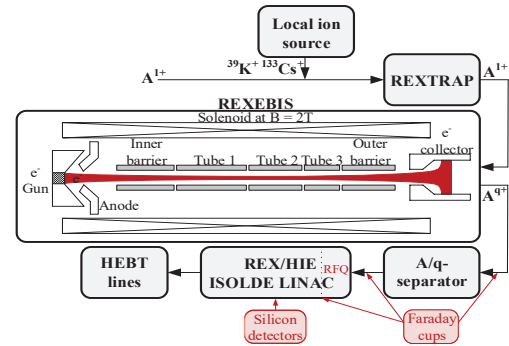 Local ion
source
³⁹K⁺ ¹³³Cs⁺
A¹⁺
REXTRAP
A¹⁺
REXEBIS
Solenoid at B = 2T
Inner
barrier
Tube 1
Tube 2
Tube 3
Outer
barrier
e⁻
collector
e⁻
Gun
e⁻
Anode
A^q+
HEBT
lines
REX/HIE
ISOLDE LINAC
RFQ
A/q-
separator
Silicon
detectors
Faraday
cups